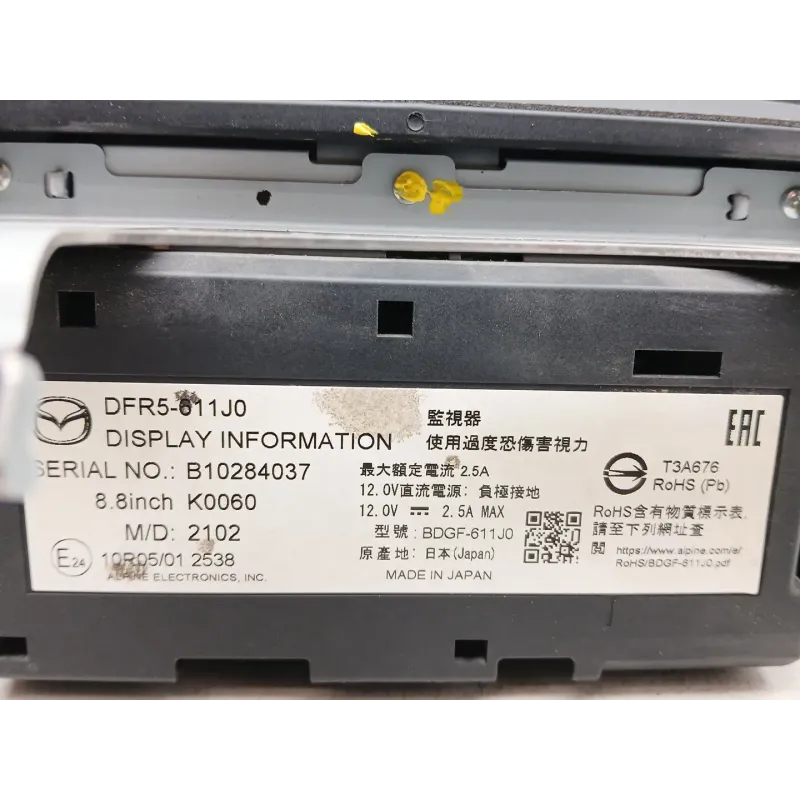 DFR5-611J0
DISPLAY INFORMATION
SERIAL NO.: B10284037
8.8inch K0060
M/D: 2102
E24 10R05/01 2538
ALPINE ELECTRONICS, INC.
監視器
使用過度恐傷害視力
最大額定電流 2.5A
12.0V直流電源: 負極接地
12.0V ⎓ 2.5A MAX
型號: BDGF-611J0
原產地: 日本(Japan)
MADE IN JAPAN
EAC
T3A676
RoHS (Pb)
RoHS含有物質標示表.
請至下列網址查
閱 https://www.alpine.com/e/
RoHS/BDGF-611J0.pdf